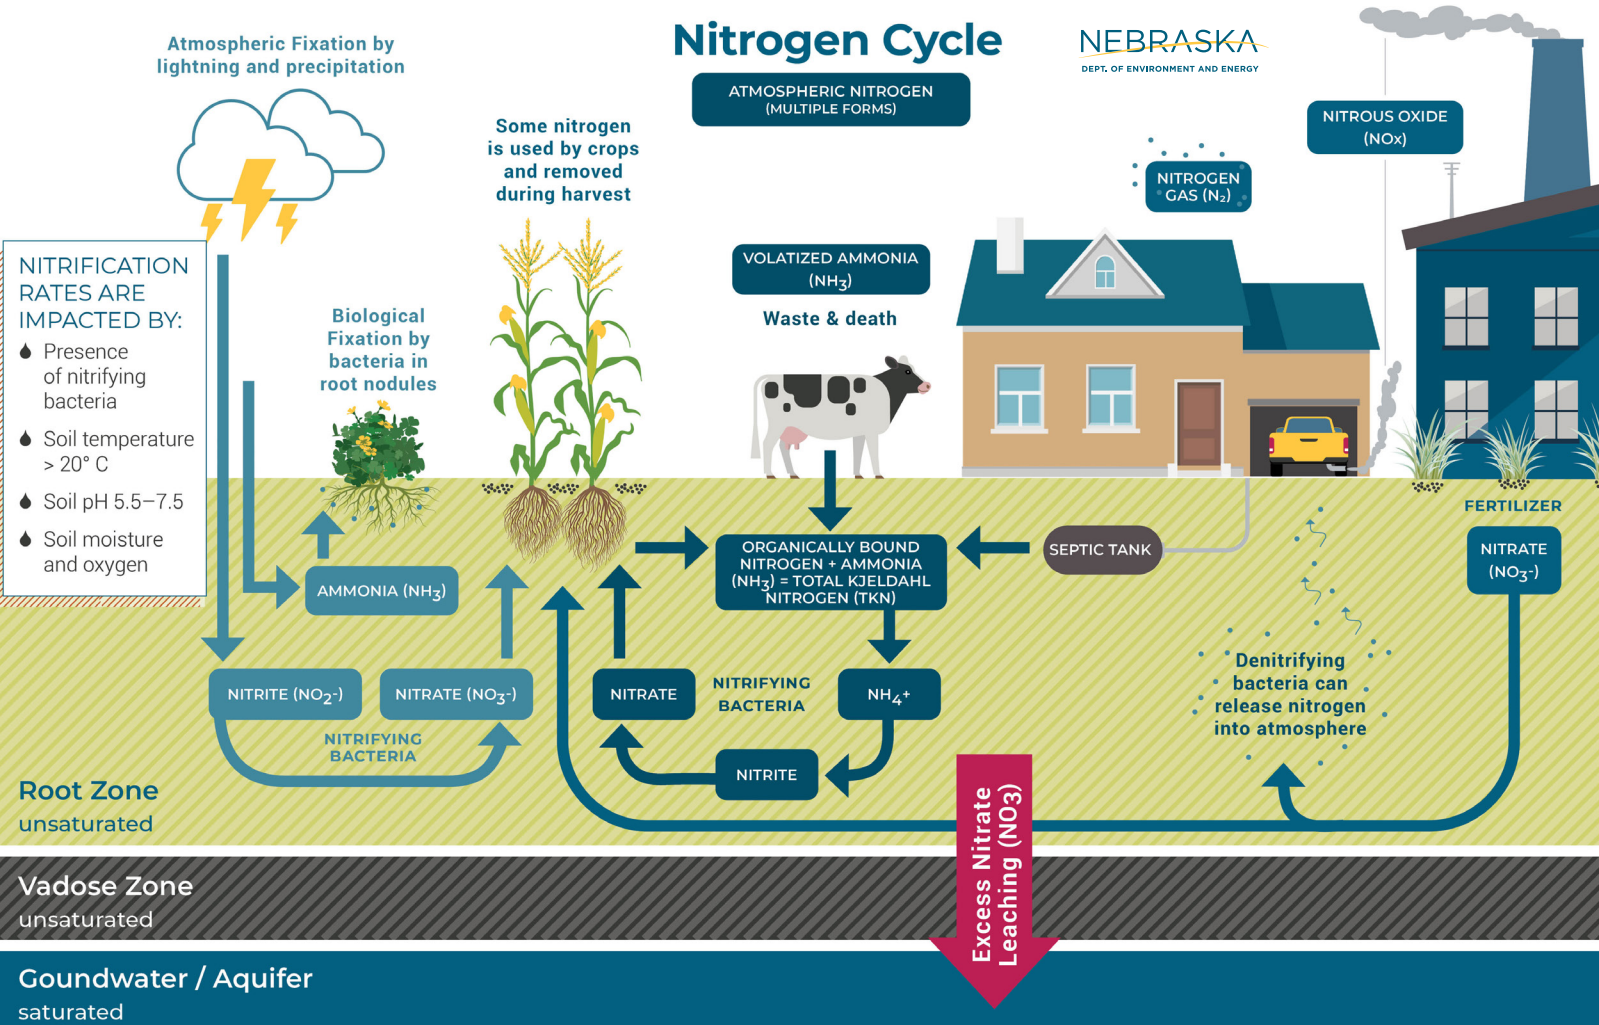 Nitrogen Cycle
NEBRASKA
DEPT. OF ENVIRONMENT AND ENERGY
ATMOSPHERIC NITROGEN
(MULTIPLE FORMS)
Atmospheric Fixation by
lightning and precipitation
Some nitrogen
is used by crops
and removed
during harvest
NITROUS OXIDE
(NOx)
NITROGEN
GAS (N₂)
VOLATIZED AMMONIA
(NH₃)
Waste & death
NITRIFICATION
RATES ARE
IMPACTED BY:
Presence
of nitrifying
bacteria
Soil temperature
> 20° C
Soil pH 5.5–7.5
Soil moisture
and oxygen
Biological
Fixation by
bacteria in
root nodules
AMMONIA (NH₃)
NITRITE (NO₂-)
NITRATE (NO₃-)
NITRIFYING
BACTERIA
ORGANICALLY BOUND
NITROGEN + AMMONIA
(NH₃) = TOTAL KJELDAHL
NITROGEN (TKN)
SEPTIC TANK
NITRATE
NITRIFYING
BACTERIA
NH₄+
NITRITE
FERTILIZER
NITRATE
(NO₃-)
Denitrifying
bacteria can
release nitrogen
into atmosphere
Excess Nitrate
Leaching (NO3)
Root Zone
unsaturated
Vadose Zone
unsaturated
Goundwater / Aquifer
saturated